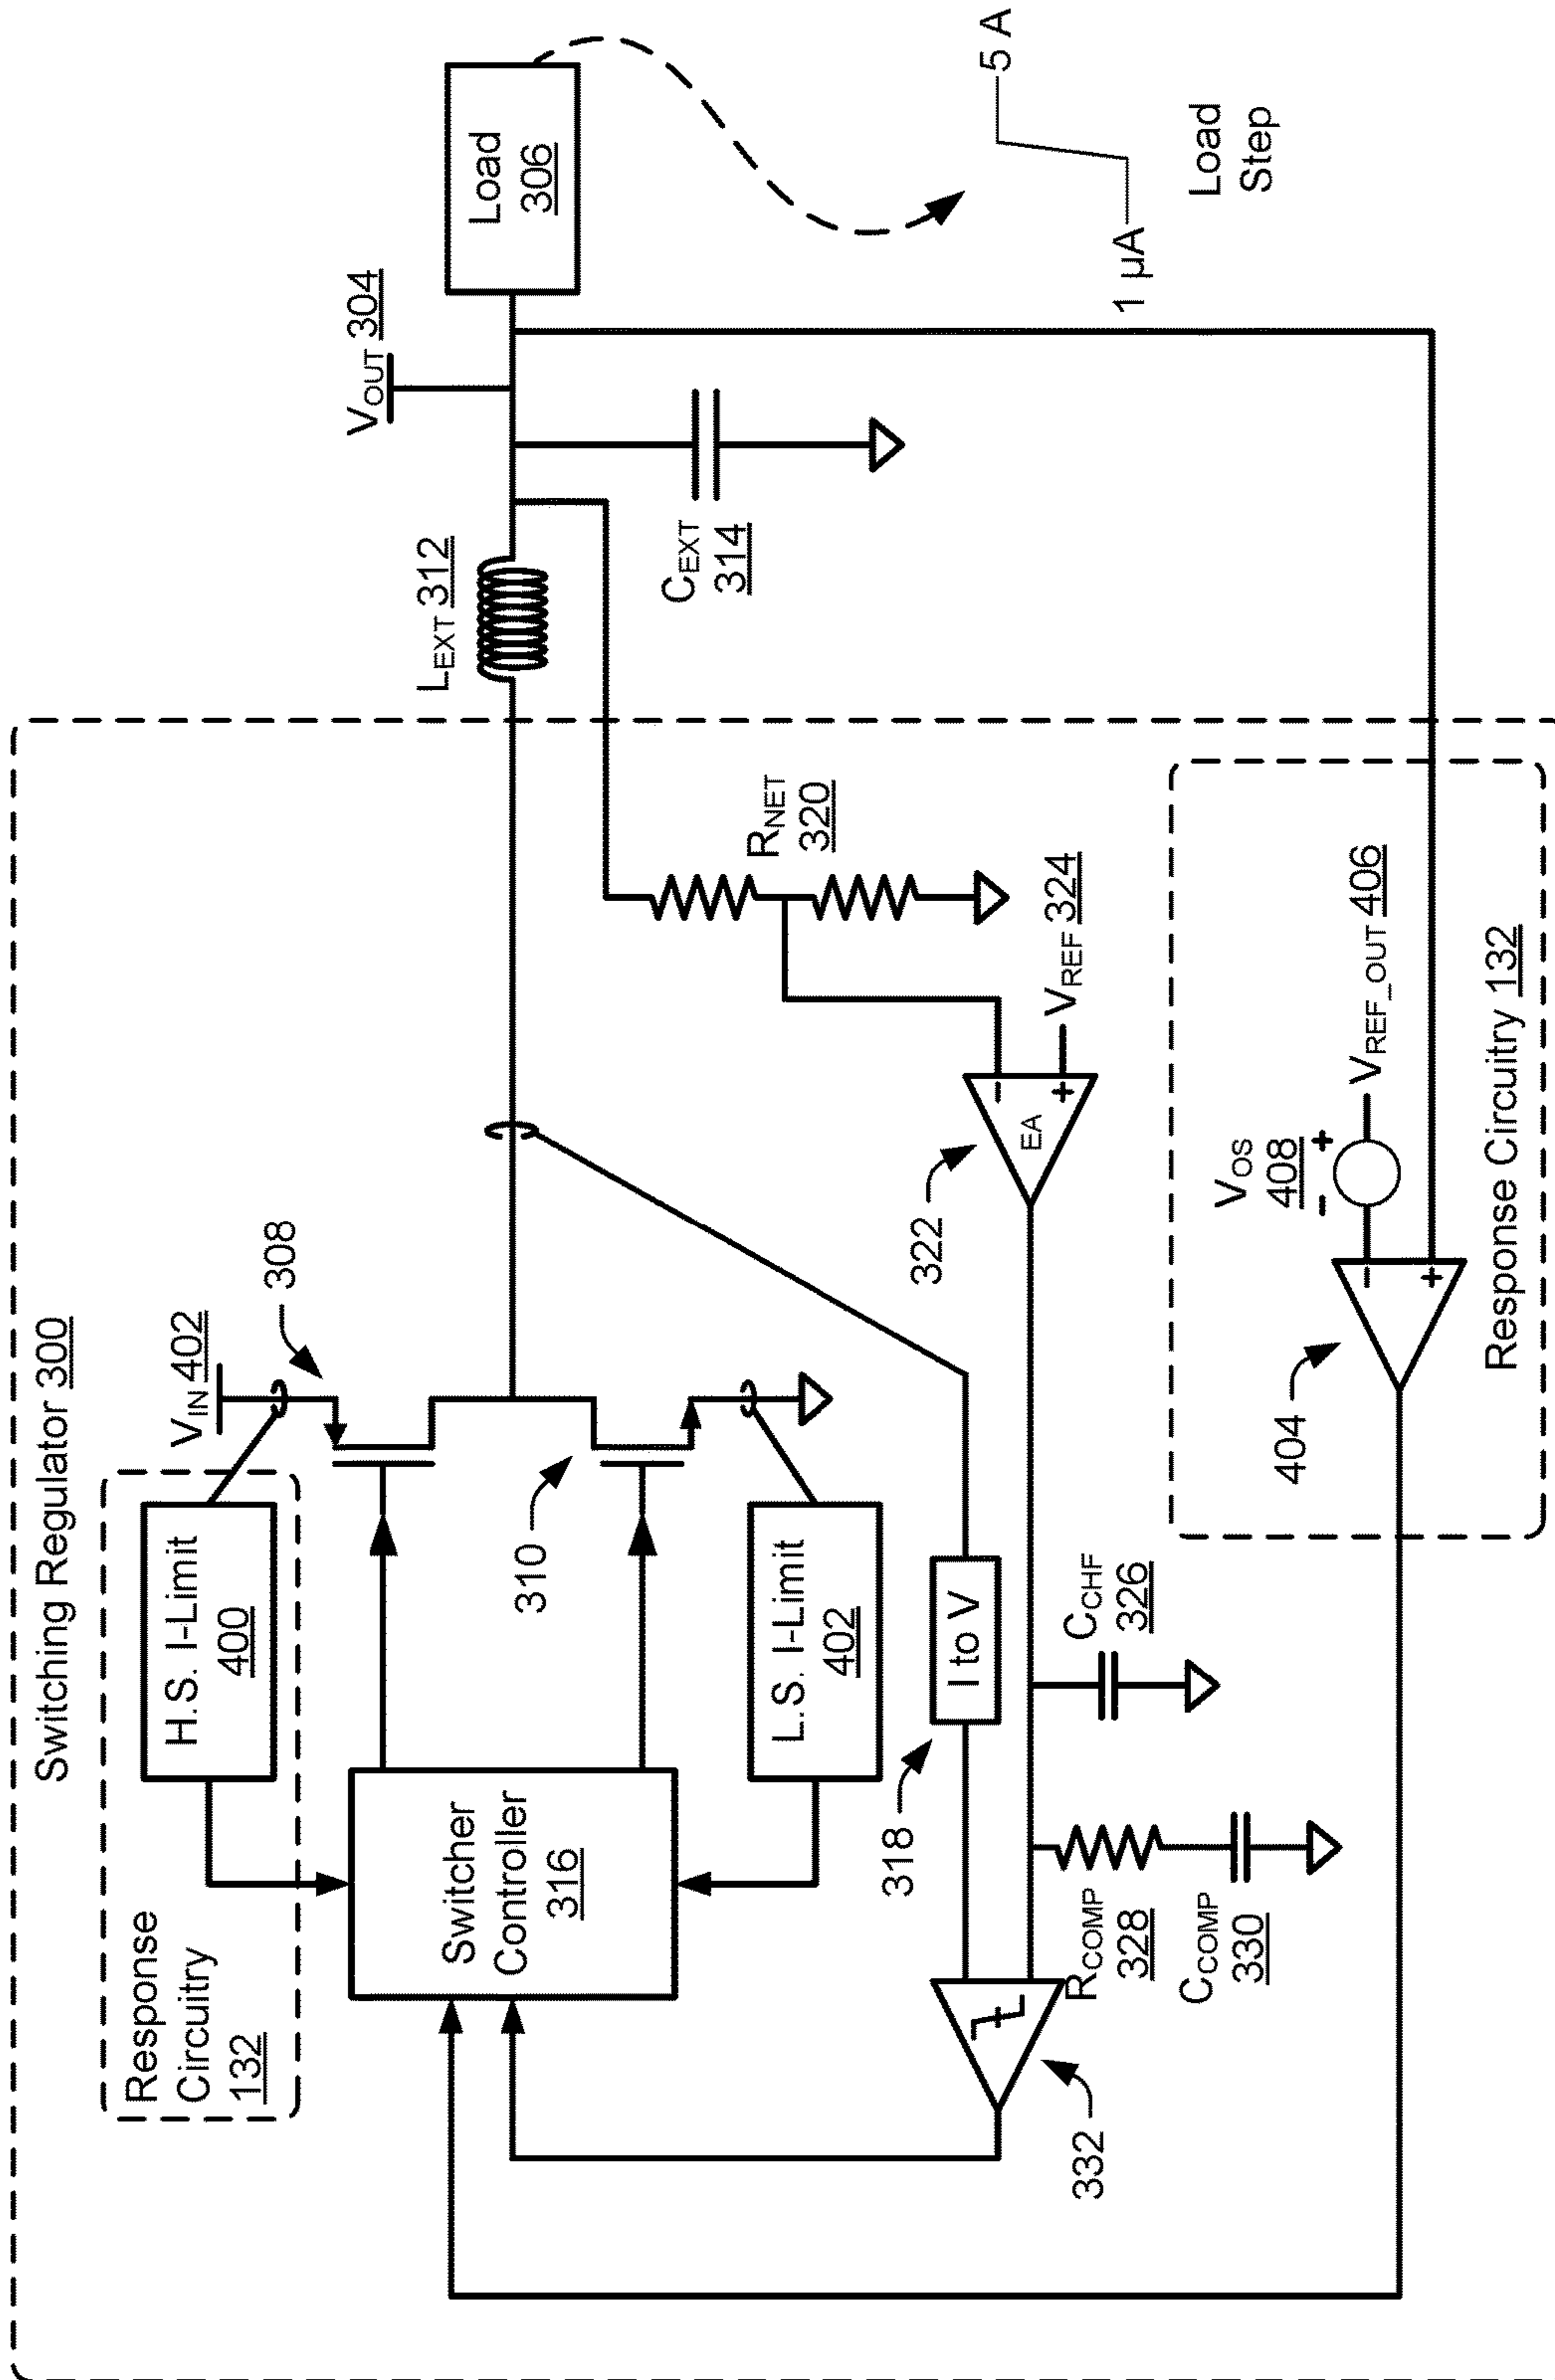 Switching Regulator 300
Response
Circuitry
132
H.S. I-Limit
400
V_IN 402
308
Switcher
Controller
316
310
L.S. I-Limit
402
L_EXT 312
V_OUT 304
Load
306
C_EXT
314
R_NET
320
318
I to V
322
EA
-
+
V_REF 324
332
R_COMP
328
C_COMP
330
C_CHF
326
404
-
+
V_OS
408
- +
V_REF_OUT 406
Response Circuitry 132
1 µA
5 A
Load
Step